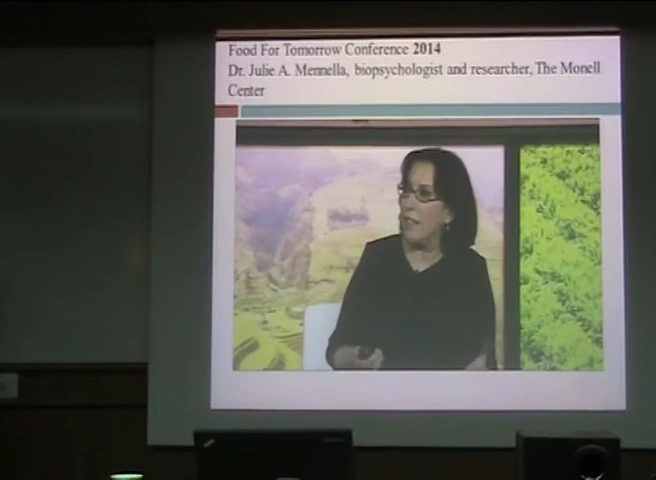 Food For Tomorrow Conference 2014
Dr. Julie A. Mennella, biopsychologist and researcher, The Monell
Center